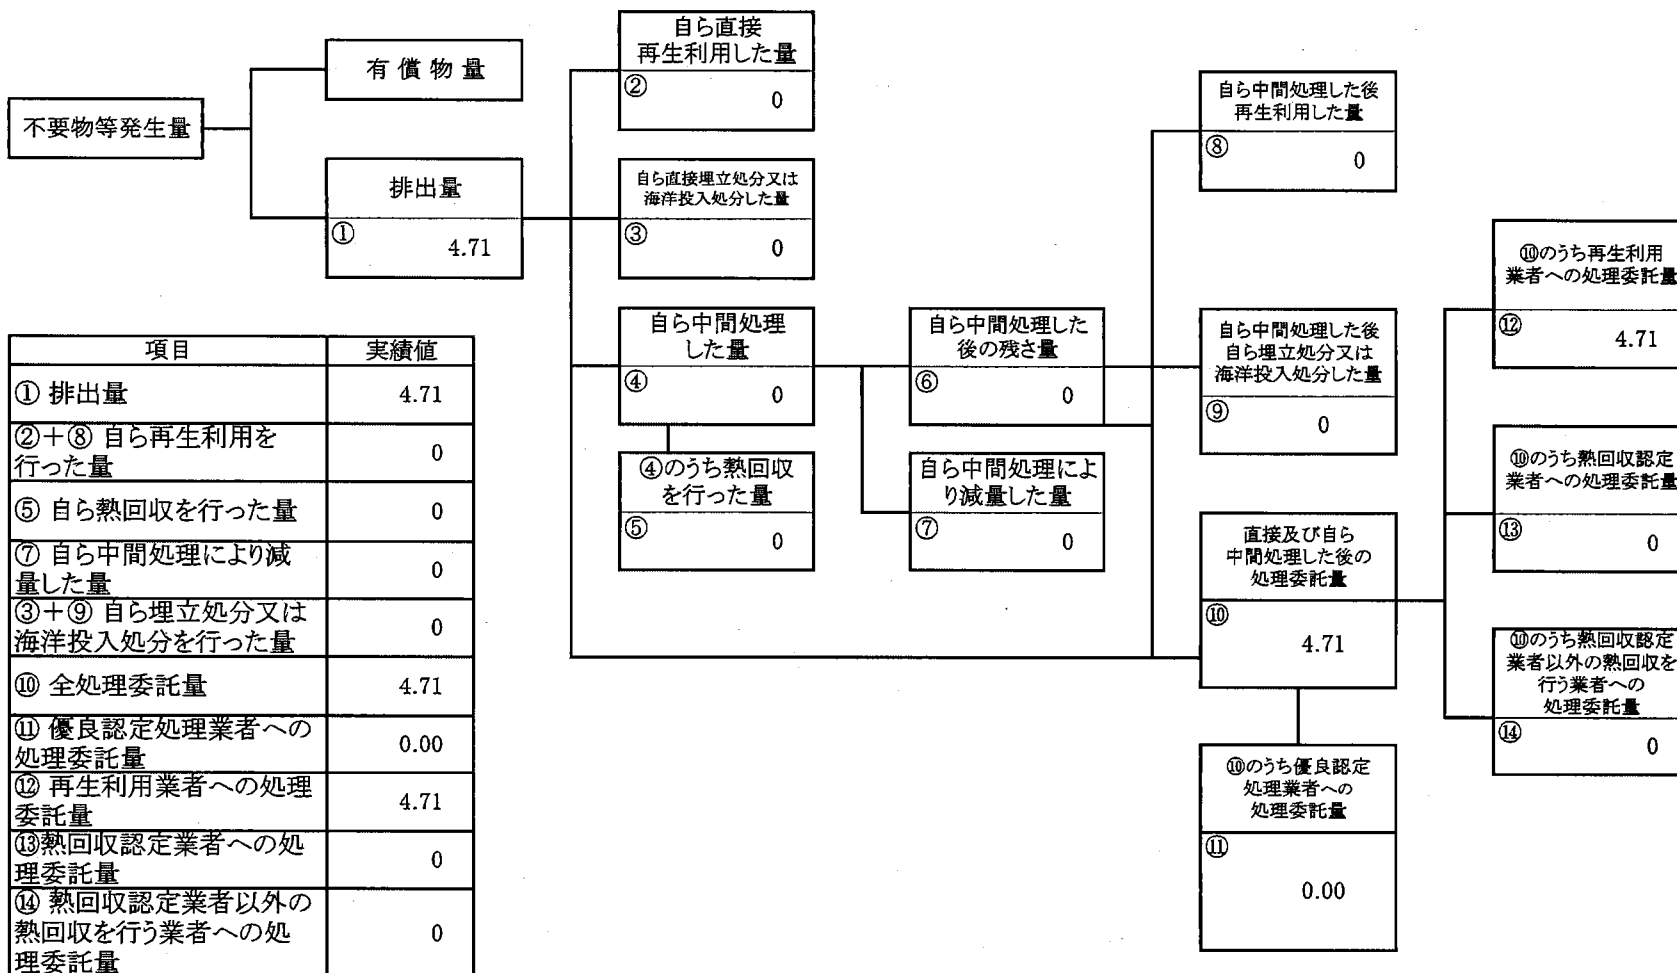 自ら直接
再生利用した量
②
0
有償物量
不要物等発生量
排出量
①
4.71
自ら直接埋立処分又は
海洋投入処分した量
③
0
自ら中間処理した後
再生利用した量
⑧
0
自ら中間処理
した量
④
0
自ら中間処理した
後の残さ量
⑥
0
自ら中間処理した後
自ら埋立処分又は
海洋投入処分した量
⑨
0
④のうち熱回収
を行った量
⑤
0
自ら中間処理によ
り減量した量
⑦
0
直接及び自ら
中間処理した後の
処理委託量
⑩
4.71
⑩のうち優良認定
処理業者への
処理委託量
⑪
0.00
⑩のうち再生利用
業者への処理委託量
⑫
4.71
⑩のうち熱回収認定
業者への処理委託量
⑬
0
⑩のうち熱回収認定
業者以外の熱回収を
行う業者への
処理委託量
⑭
0
項目 実績値
① 排出量 4.71
②+⑧ 自ら再生利用を
行った量 0
⑤ 自ら熱回収を行った量 0
⑦ 自ら中間処理により減
量した量 0
③+⑨ 自ら埋立処分又は
海洋投入処分を行った量 0
⑩ 全処理委託量 4.71
⑪ 優良認定処理業者への
処理委託量 0.00
⑫ 再生利用業者への処理
委託量 4.71
⑬熱回収認定業者への処
理委託量 0
⑭ 熱回収認定業者以外の
熱回収を行う業者への処
理委託量 0